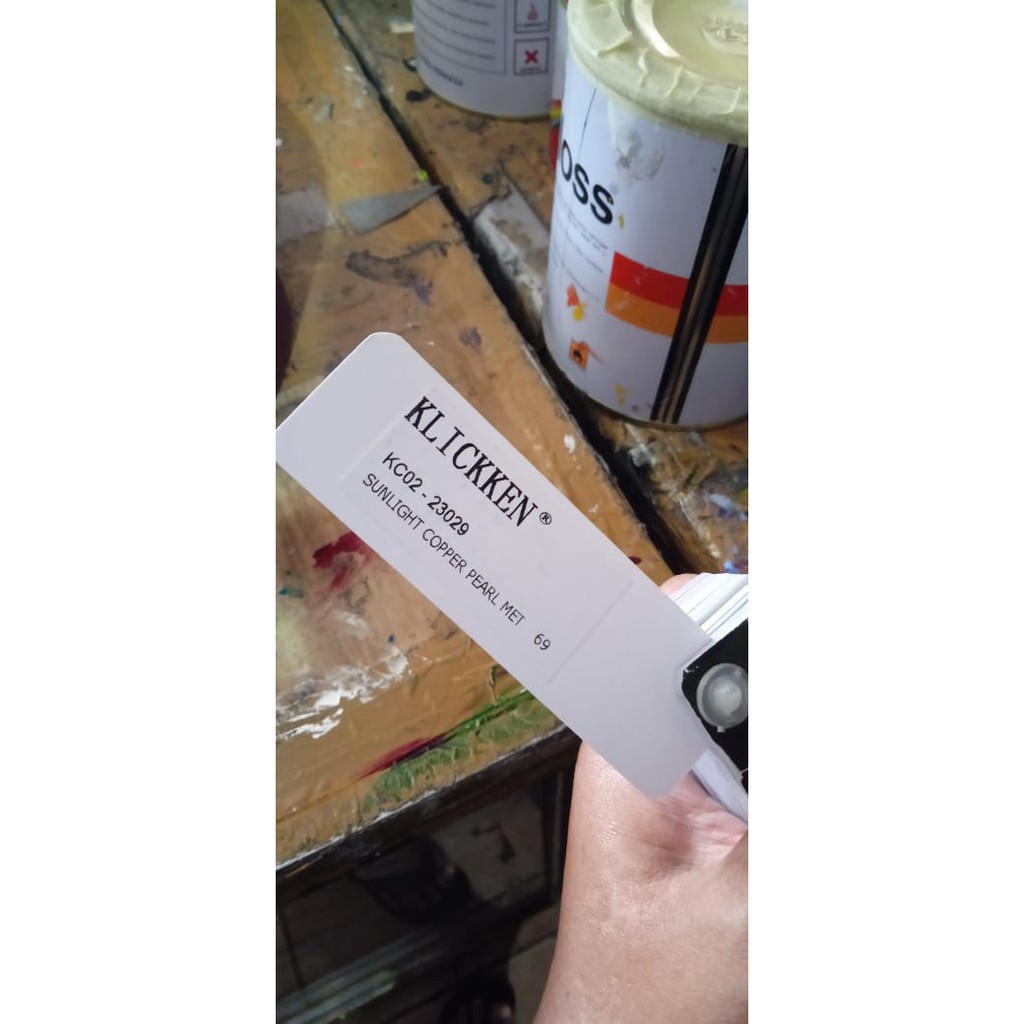 KLICKKEN®
KC02 - 23029
SUNLIGHT COPPER PEARL MET 69
OSS